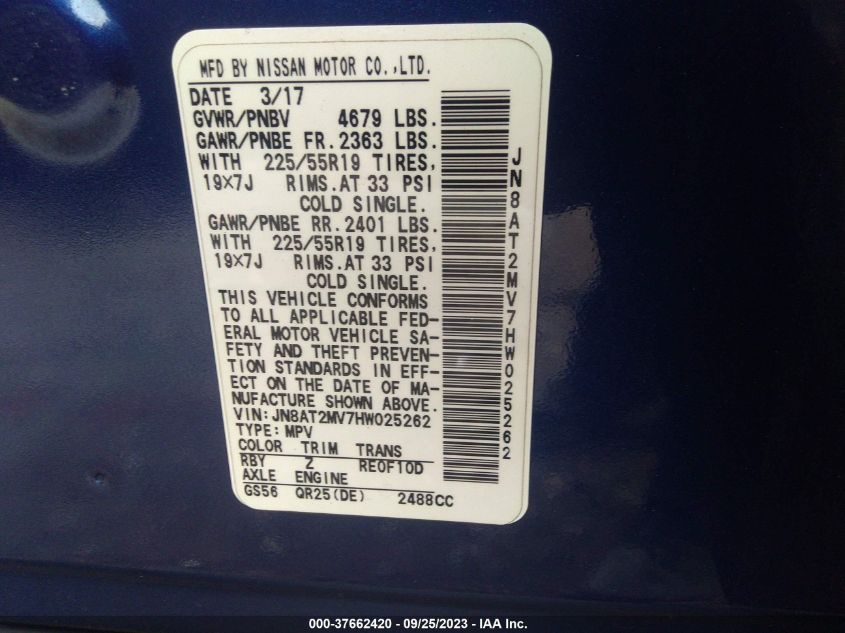 MFD BY NISSAN MOTOR CO.,LTD.
DATE 3/17
GVWR/PNBV 4679 LBS.
GAWR/PNBE FR. 2363 LBS.
WITH 225/55R19 TIRES,
19X7J RIMS.AT 33 PSI
COLD SINGLE.
GAWR/PNBE RR. 2401 LBS.
WITH 225/55R19 TIRES,
19X7J RIMS.AT 33 PSI
COLD SINGLE.
THIS VEHICLE CONFORMS
TO ALL APPLICABLE FED-
ERAL MOTOR VEHICLE SA-
FETY AND THEFT PREVEN-
TION STANDARDS IN EFF-
ECT ON THE DATE OF MA-
NUFACTURE SHOWN ABOVE.
VIN:JN8AT2MV7HW025262
TYPE:MPV
COLOR TRIM TRANS
RBY Z RE0F10D
AXLE ENGINE
GS56 QR25(DE) 2488CC
JN8AT2MV7HW025262
000-37662420 - 09/25/2023 - IAA Inc.